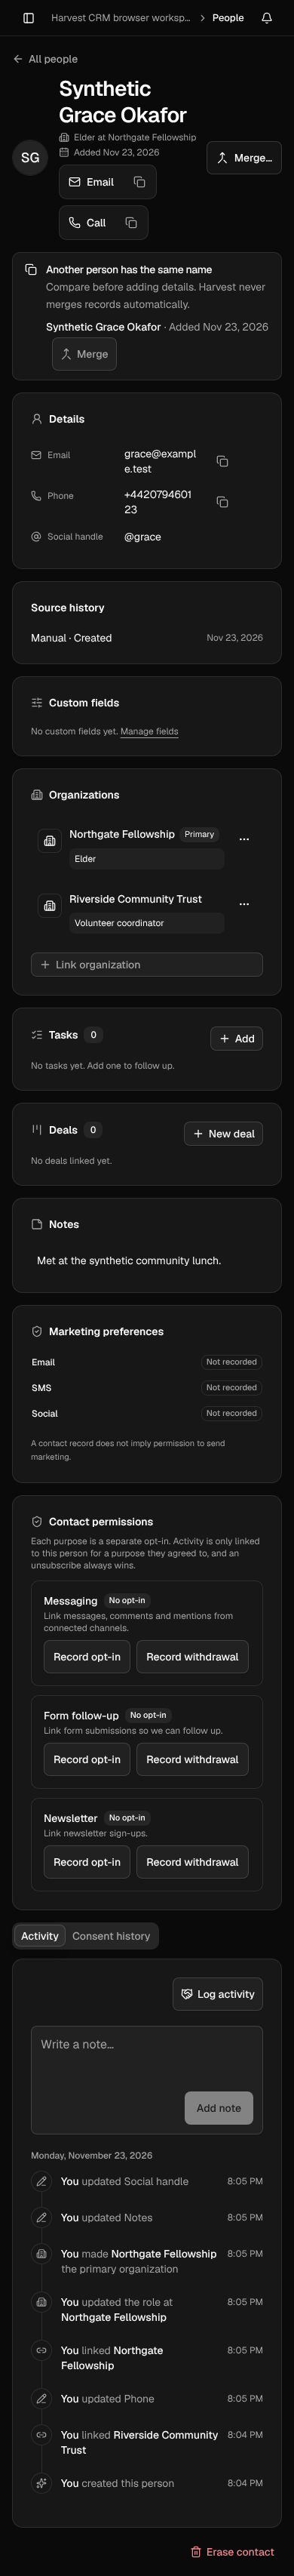 Harvest CRM browser worksp...
People
All people
Synthetic
Grace Okafor
SG
Elder at Northgate Fellowship
Added Nov 23, 2026
Merge...
Email
Call
Another person has the same name
Compare before adding details. Harvest never
merges records automatically.
Synthetic Grace Okafor · Added Nov 23, 2026
Merge
Details
Email
grace@exampl
e.test
Phone
+4420794601
23
Social handle
@grace
Source history
Manual · Created
Nov 23, 2026
Custom fields
No custom fields yet. Manage fields
Organizations
Northgate Fellowship
Primary
Elder
Riverside Community Trust
Volunteer coordinator
Link organization
Tasks 0
Add
No tasks yet. Add one to follow up.
Deals 0
New deal
No deals linked yet.
Notes
Met at the synthetic community lunch.
Marketing preferences
Email
Not recorded
SMS
Not recorded
Social
Not recorded
A contact record does not imply permission to send
marketing.
Contact permissions
Each purpose is a separate opt-in. Activity is only linked
to this person for a purpose they agreed to, and an
unsubscribe always wins.
Messaging No opt-in
Link messages, comments and mentions from
connected channels.
Record opt-in
Record withdrawal
Form follow-up No opt-in
Link form submissions so we can follow up.
Record opt-in
Record withdrawal
Newsletter No opt-in
Link newsletter sign-ups.
Record opt-in
Record withdrawal
Activity
Consent history
Log activity
Write a note...
Add note
Monday, November 23, 2026
You updated Social handle 8:05 PM
You updated Notes 8:05 PM
You made Northgate Fellowship 8:05 PM
the primary organization
You updated the role at 8:05 PM
Northgate Fellowship
You linked Northgate 8:05 PM
Fellowship
You updated Phone 8:05 PM
You linked Riverside Community 8:04 PM
Trust
You created this person 8:04 PM
Erase contact